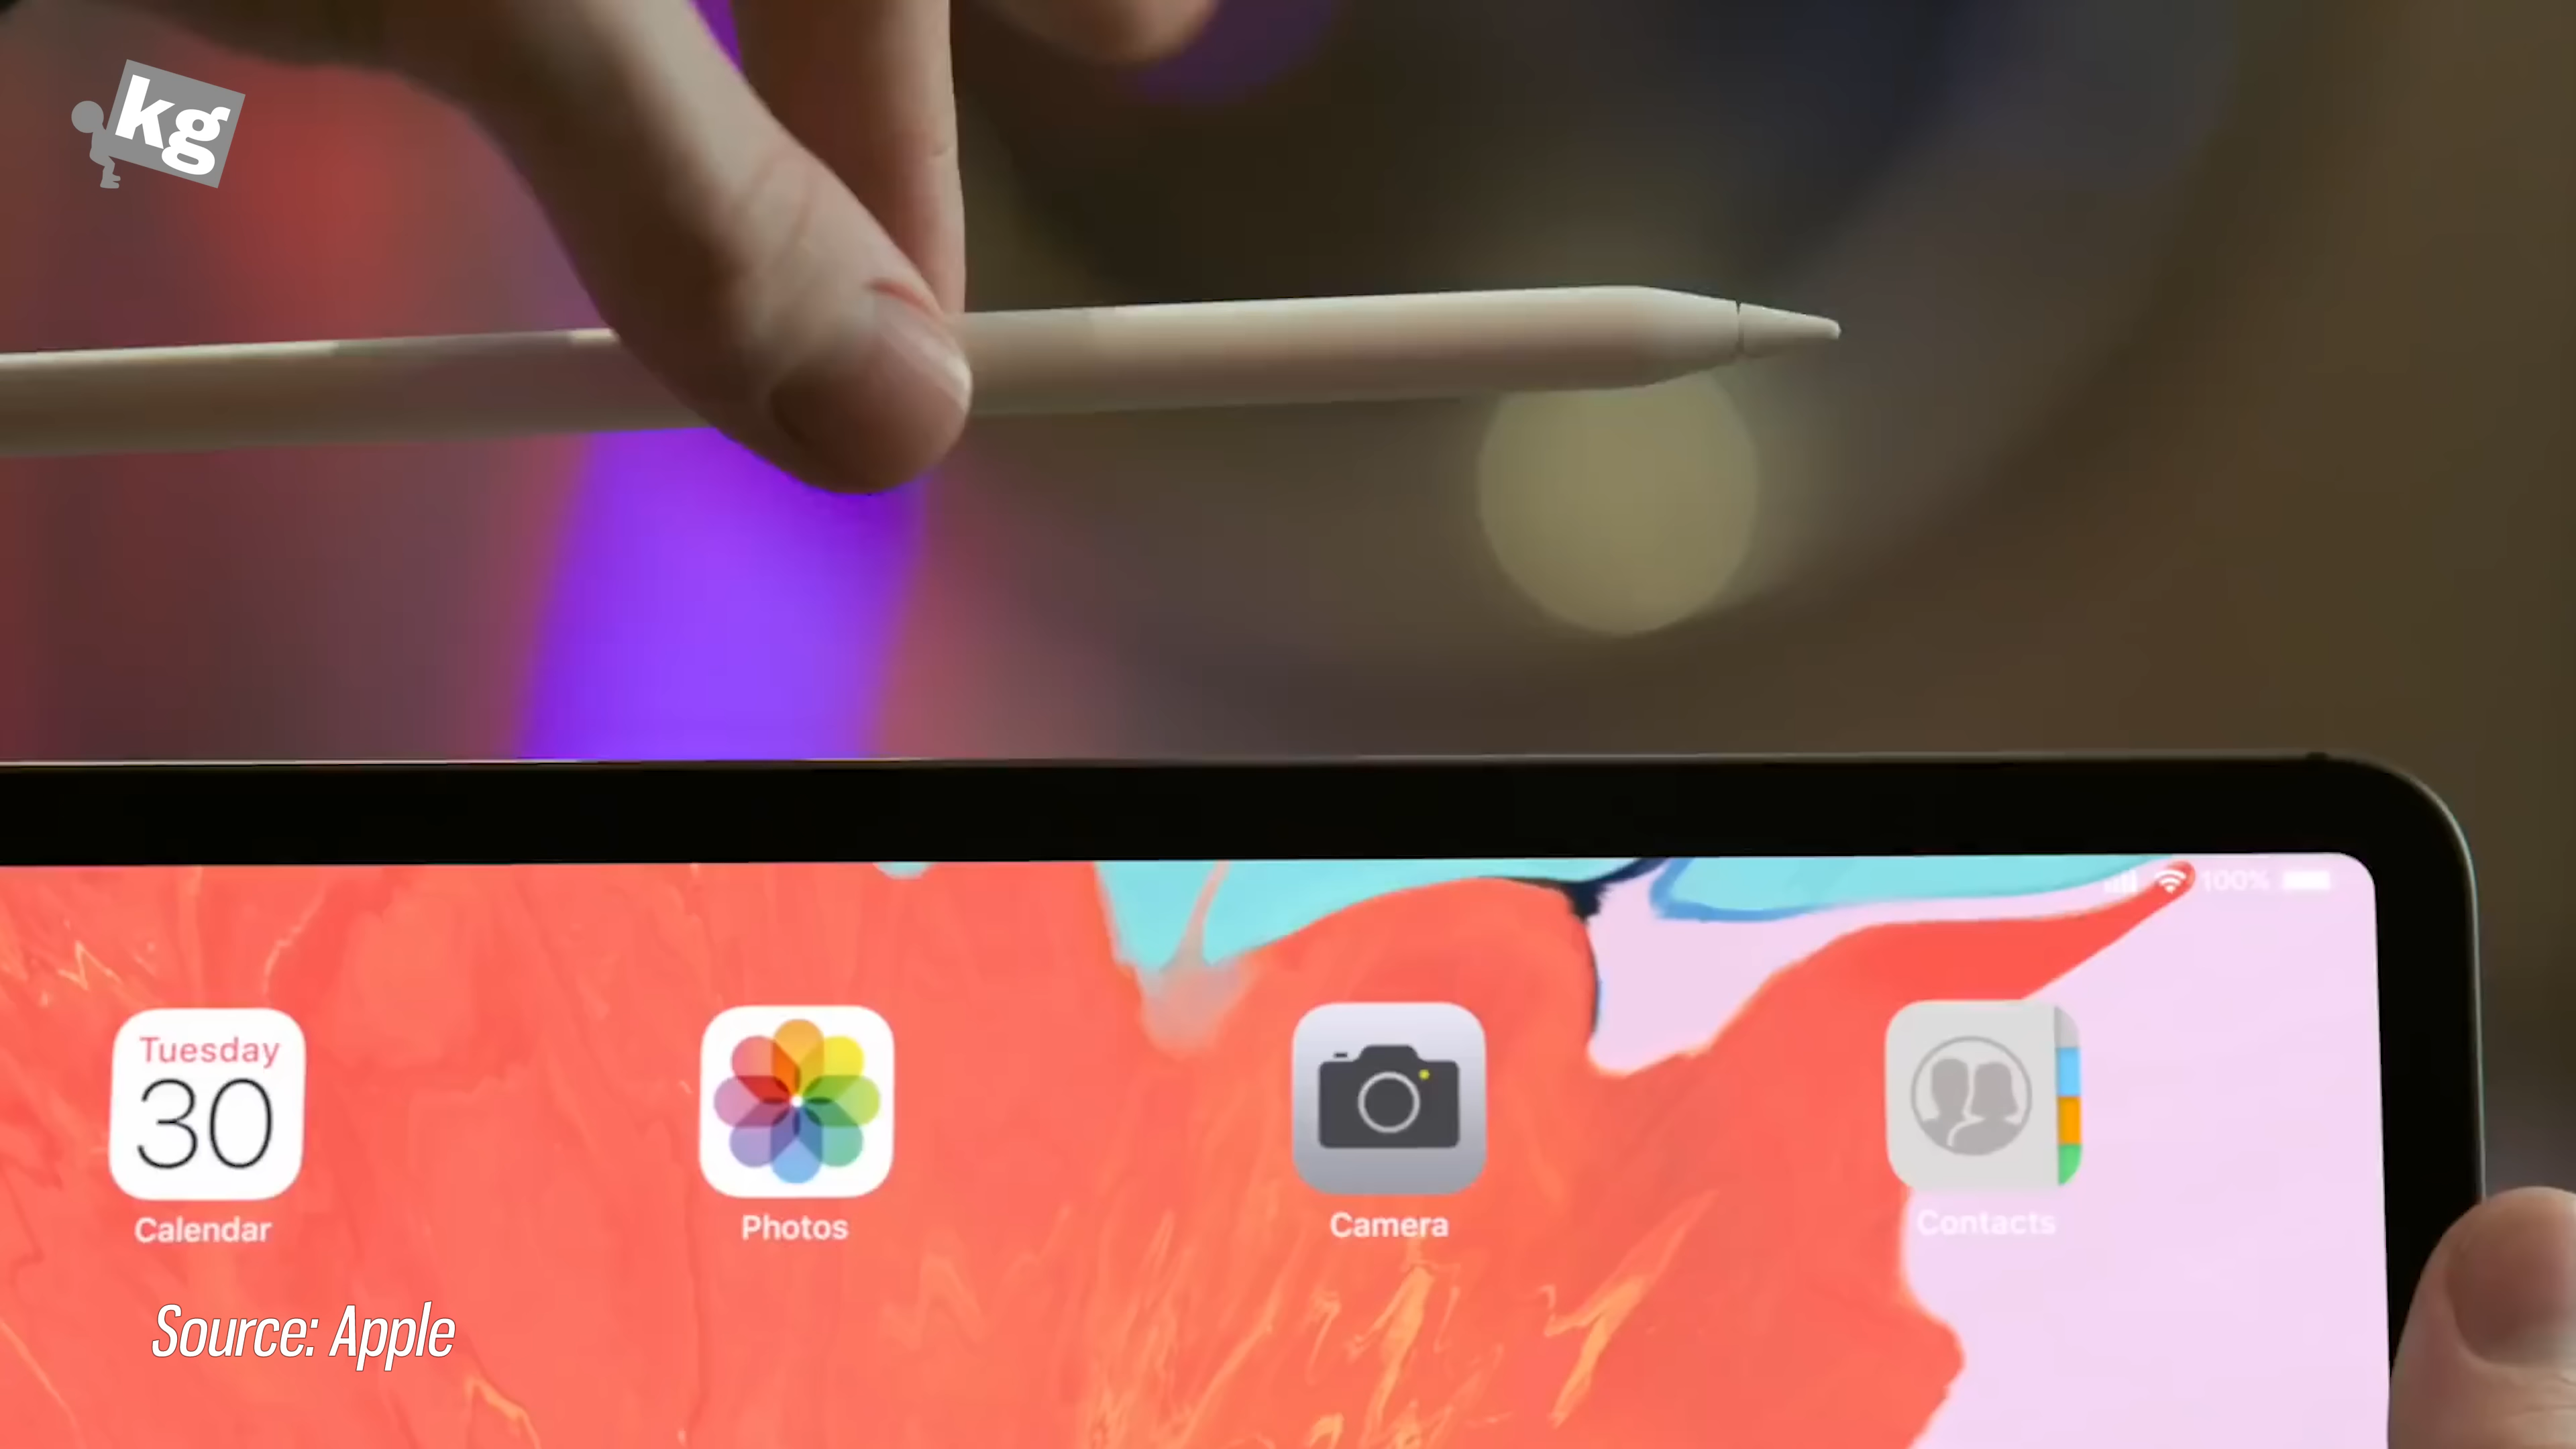 kg
100%
Tuesday
30
Calendar
Photos
Camera
Contacts
Source: Apple